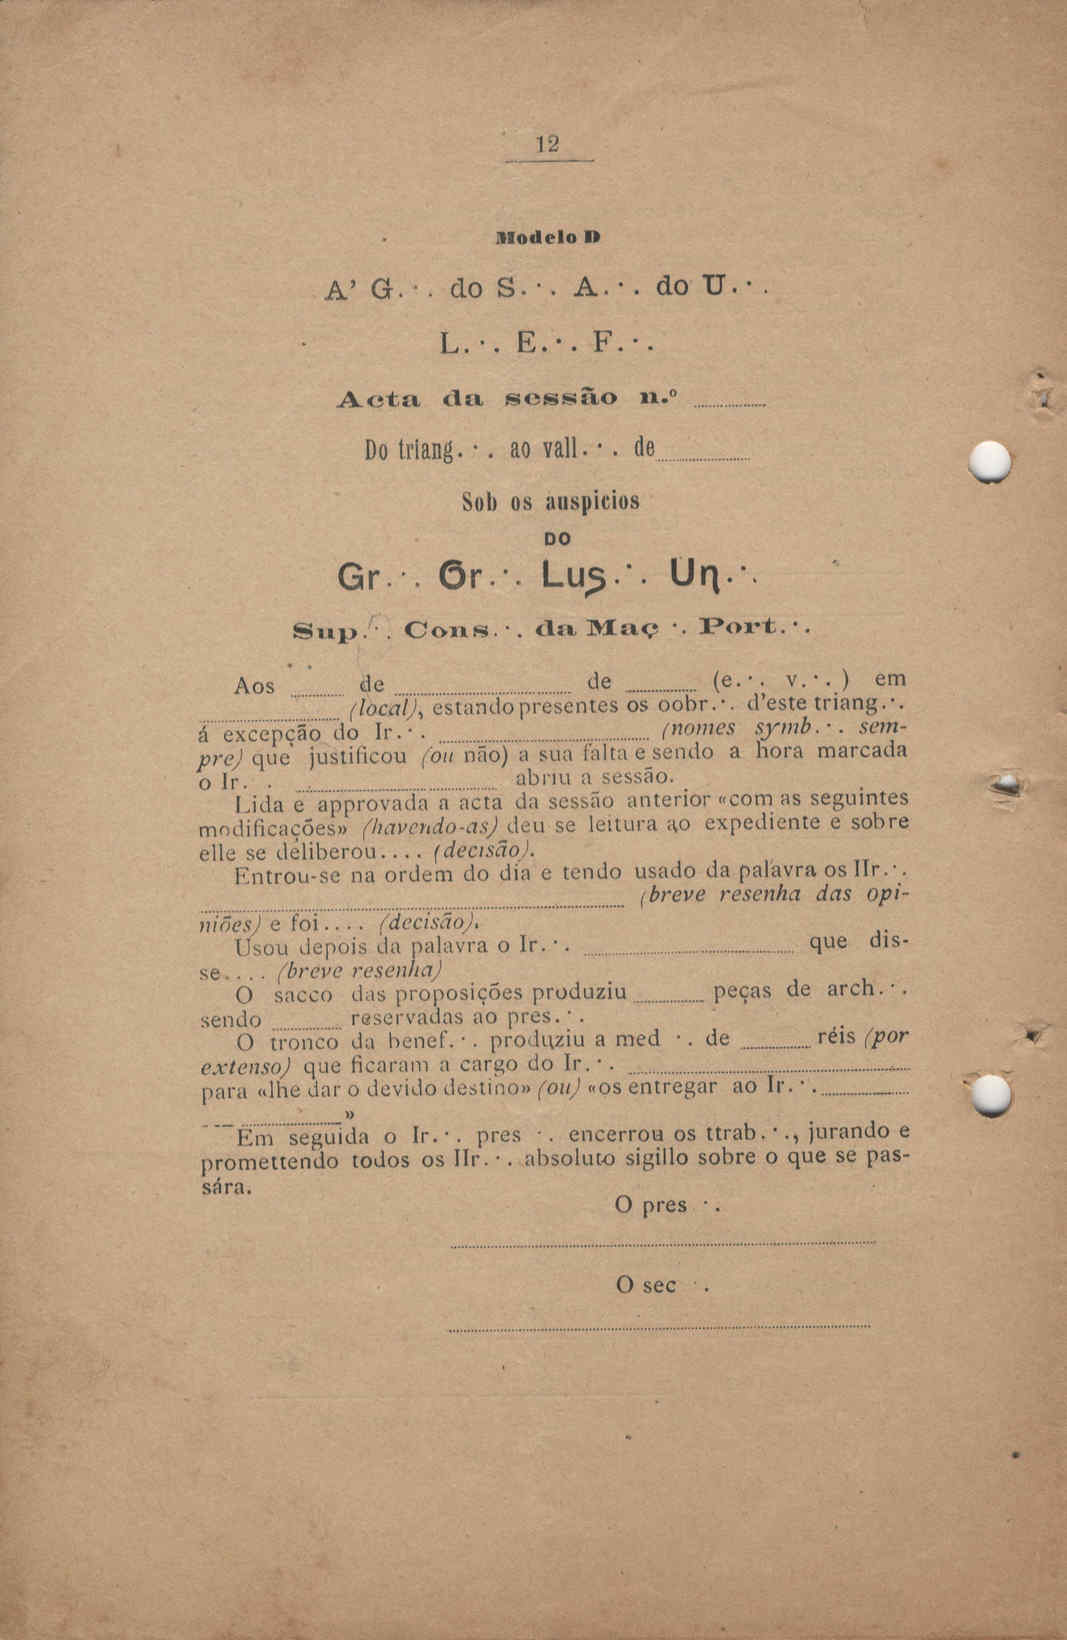 12
Modelo D
A' G.·. do S.·. A.·. do U.·.
L.·. E.·. F.·.
Acta da sessão n.º ........
Do triang.·. ao vall.·. de........
Sob os auspicios
DO
Gr.·. Or.·. Lus.·. Un.·.
Sup.·. Cons.·. da Maç ·. Port.·.
Aos ........ de ................ de ........ (e.·. v.·. ) em
................ (local), estando presentes os oobr.·. d'este triang.·.
á excepção do Ir.·. ........................ (nomes symb.·. sem-
pre) que justificou (ou não) a sua falta e sendo a hora marcada
o Ir. . ........................ abriu a sessão.
Lida e approvada a acta da sessão anterior «com as seguintes
modificações» (havendo-as) deu se leitura ao expediente e sobre
elle se deliberou.... (decisão).
Entrou-se na ordem do dia e tendo usado da palavra os IIr.·.
................................................ (breve resenha das opi-
niões) e foi.... (decisão).
Usou depois da palavra o Ir.·. ........................ que dis-
se.... (breve resenha)
O sacco das proposições produziu ........ peças de arch.·.
sendo ........ reservadas ao pres.·.
O tronco da benef.·. produziu a med ·. de ........ réis (por
extenso) que ficaram a cargo do Ir.·. ................................
para «lhe dar o devido destino» (ou) «os entregar ao Ir.·.........
................»
Em seguida o Ir.·. pres ·. encerrou os ttrab.·., jurando e
promettendo todos os IIr.·. absoluto sigillo sobre o que se pas-
sára.
O pres ·.
................................................
O sec ·.
................................................